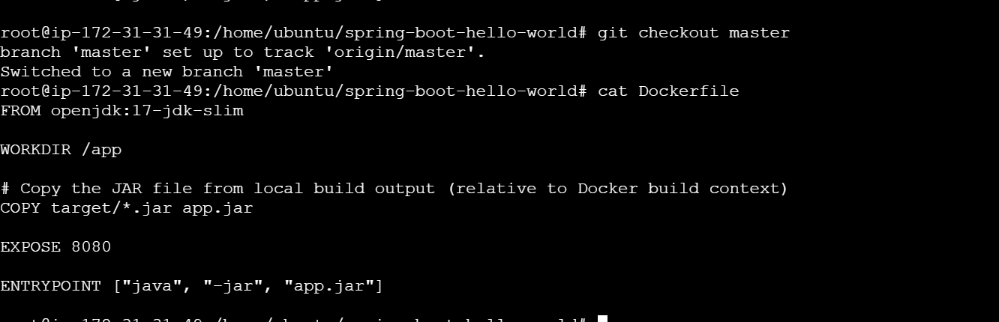 root@ip-172-31-31-49:/home/ubuntu/spring-boot-hello-world# git checkout master
branch 'master' set up to track 'origin/master'.
Switched to a new branch 'master'
root@ip-172-31-31-49:/home/ubuntu/spring-boot-hello-world# cat Dockerfile
FROM openjdk:17-jdk-slim
WORKDIR /app
# Copy the JAR file from local build output (relative to Docker build context)
COPY target/*.jar app.jar
EXPOSE 8080
ENTRYPOINT ["java", "-jar", "app.jar"]
root@ip-172-31-31-49:/home/ubuntu/spring-boot-hello-world#